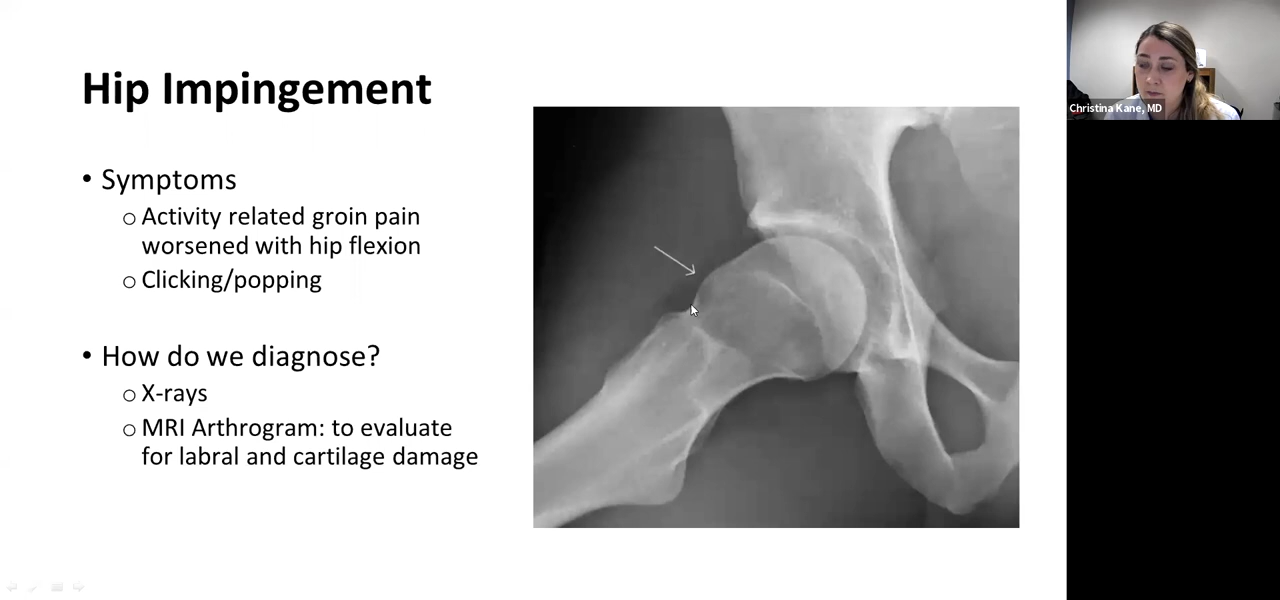 Hip Impingement
• Symptoms
o Activity related groin pain
worsened with hip flexion
o Clicking/popping
• How do we diagnose?
o X-rays
o MRI Arthrogram: to evaluate
for labral and cartilage damage
Christina Kane, MD